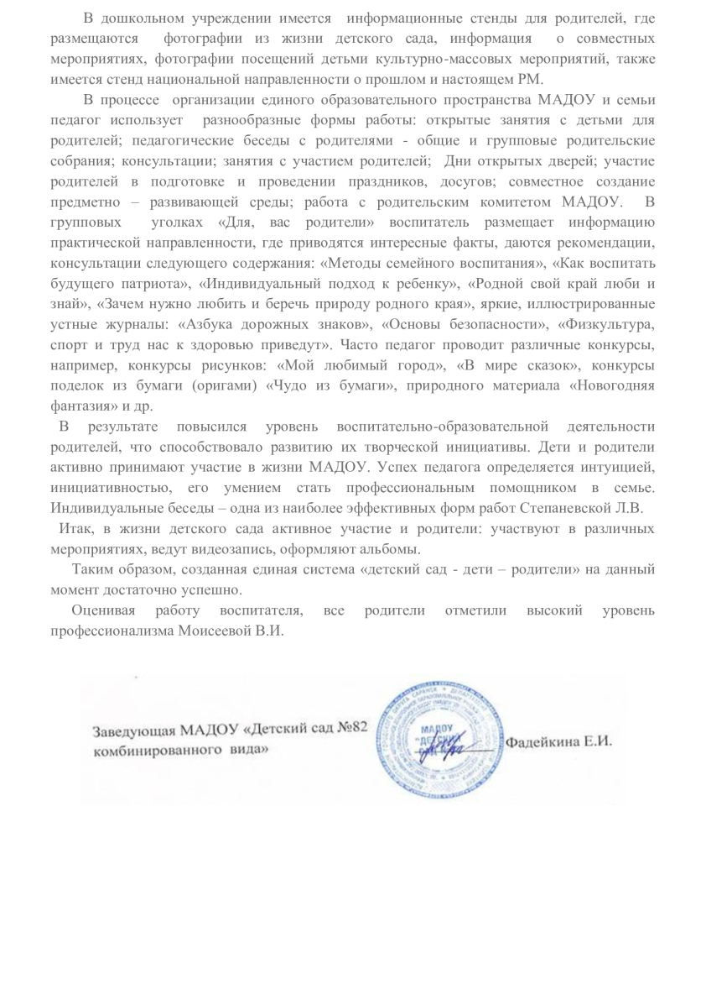 В дошкольном учреждении имеется информационные стенды для родителей, где
размещаются фотографии из жизни детского сада, информация о совместных
мероприятиях, фотографии посещений детьми культурно-массовых мероприятий, также
имеется стенд национальной направленности о прошлом и настоящем РМ.
В процессе организации единого образовательного пространства МАДОУ и семьи
педагог использует разнообразные формы работы: открытые занятия с детьми для
родителей; педагогические беседы с родителями - общие и групповые родительские
собрания; консультации; занятия с участием родителей; Дни открытых дверей; участие
родителей в подготовке и проведении праздников, досугов; совместное создание
предметно – развивающей среды; работа с родительским комитетом МАДОУ. В
групповых уголках «Для, вас родители» воспитатель размещает информацию
практической направленности, где приводятся интересные факты, даются рекомендации,
консультации следующего содержания: «Методы семейного воспитания», «Как воспитать
будущего патриота», «Индивидуальный подход к ребенку», «Родной свой край люби и
знай», «Зачем нужно любить и беречь природу родного края», яркие, иллюстрированные
устные журналы: «Азбука дорожных знаков», «Основы безопасности», «Физкультура,
спорт и труд нас к здоровью приведут». Часто педагог проводит различные конкурсы,
например, конкурсы рисунков: «Мой любимый город», «В мире сказок», конкурсы
поделок из бумаги (оригами) «Чудо из бумаги», природного материала «Новогодняя
фантазия» и др.
В результате повысился уровень воспитательно-образовательной деятельности
родителей, что способствовало развитию их творческой инициативы. Дети и родители
активно принимают участие в жизни МАДОУ. Успех педагога определяется интуицией,
инициативностью, его умением стать профессиональным помощником в семье.
Индивидуальные беседы – одна из наиболее эффективных форм работ Степаневской Л.В.
Итак, в жизни детского сада активное участие и родители: участвуют в различных
мероприятиях, ведут видеозапись, оформляют альбомы.
Таким образом, созданная единая система «детский сад - дети – родители» на данный
момент достаточно успешно.
Оценивая работу воспитателя, все родители отметили высокий уровень
профессионализма Моисеевой В.И.
Заведующая МАДОУ «Детский сад №82
комбинированного вида»
МАДОУ
"ДЕТСКИЙ
Фадейкина Е.И.